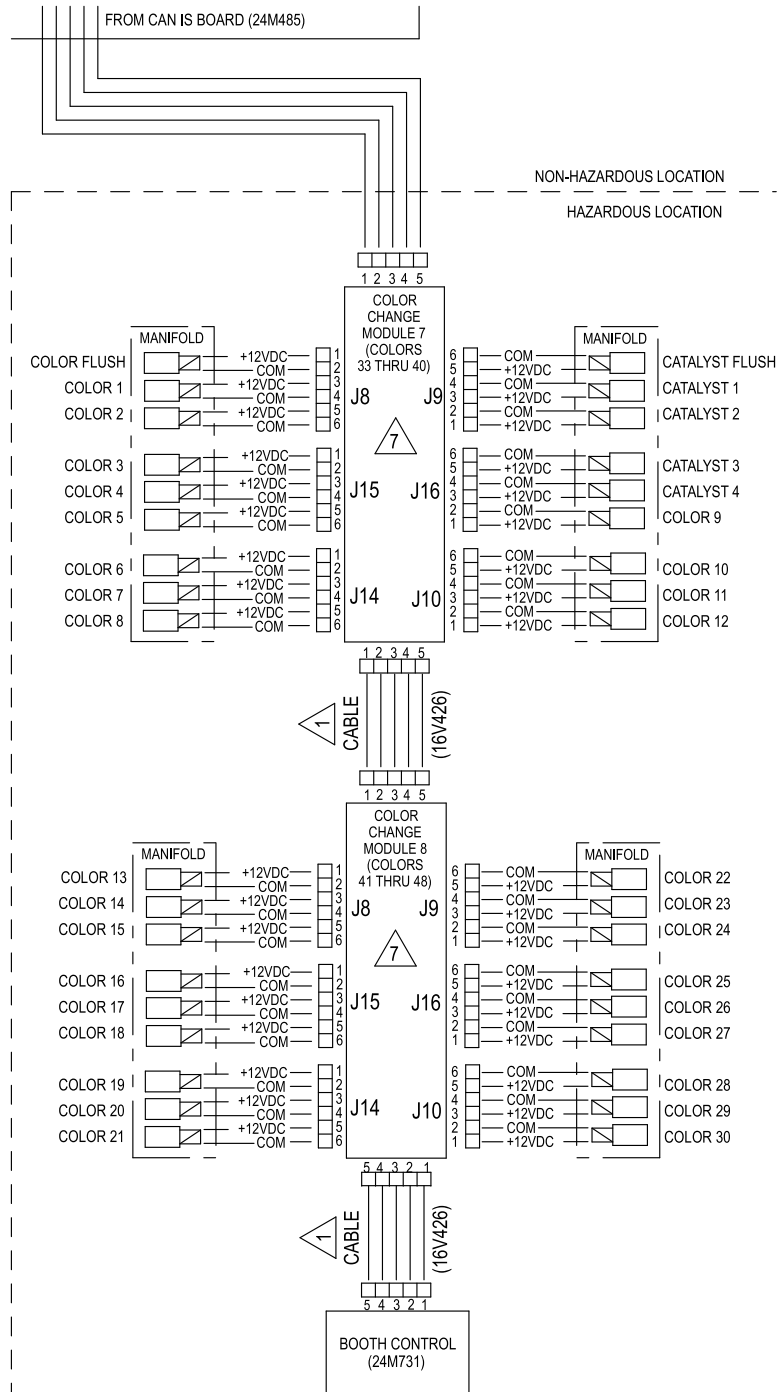 FROM CAN IS BOARD (24M485)
NON-HAZARDOUS LOCATION
HAZARDOUS LOCATION
1 2 3 4 5
COLOR
CHANGE
MODULE 7
(COLORS
33 THRU 40)
MANIFOLD
MANIFOLD
COLOR FLUSH +12VDC 1 6 COM CATALYST FLUSH
COM 2 5 +12VDC
COLOR 1 +12VDC 3 4 COM CATALYST 1
COM 4 J8 J9 3 +12VDC
COLOR 2 +12VDC 5 2 COM CATALYST 2
COM 6 1 +12VDC
7
COLOR 3 +12VDC 1 6 COM CATALYST 3
COM 2 5 +12VDC
COLOR 4 +12VDC 3 J15 J16 4 COM CATALYST 4
COM 4 3 +12VDC
COLOR 5 +12VDC 5 2 COM COLOR 9
COM 6 1 +12VDC
COLOR 6 +12VDC 1 6 COM COLOR 10
COM 2 5 +12VDC
COLOR 7 +12VDC 3 4 COM COLOR 11
COM 4 J14 J10 3 +12VDC
COLOR 8 +12VDC 5 2 COM COLOR 12
COM 6 1 +12VDC
1 2 3 4 5
1 CABLE (16V426)
1 2 3 4 5
COLOR
CHANGE
MODULE 8
(COLORS
41 THRU 48)
MANIFOLD
MANIFOLD
COLOR 13 +12VDC 1 6 COM COLOR 22
COM 2 5 +12VDC
COLOR 14 +12VDC 3 4 COM COLOR 23
COM 4 J8 J9 3 +12VDC
COLOR 15 +12VDC 5 2 COM COLOR 24
COM 6 1 +12VDC
7
COLOR 16 +12VDC 1 6 COM COLOR 25
COM 2 5 +12VDC
COLOR 17 +12VDC 3 J15 J16 4 COM COLOR 26
COM 4 3 +12VDC
COLOR 18 +12VDC 5 2 COM COLOR 27
COM 6 1 +12VDC
COLOR 19 +12VDC 1 6 COM COLOR 28
COM 2 5 +12VDC
COLOR 20 +12VDC 3 4 COM COLOR 29
COM 4 J14 J10 3 +12VDC
COLOR 21 +12VDC 5 2 COM COLOR 30
COM 6 1 +12VDC
5 4 3 2 1
1 CABLE (16V426)
5 4 3 2 1
BOOTH CONTROL
(24M731)